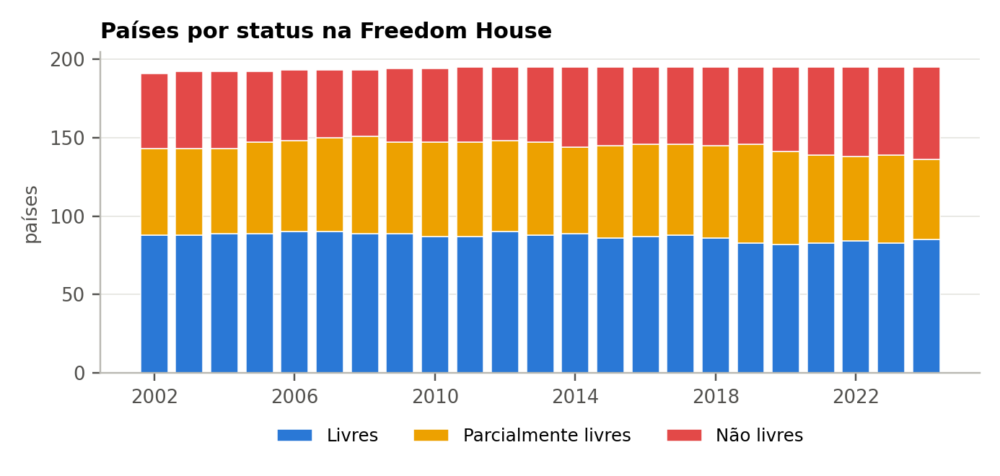 Países por status na Freedom House
200
150
100
50
0
países
2002 2006 2010 2014 2018 2022
Livres Parcialmente livres Não livres